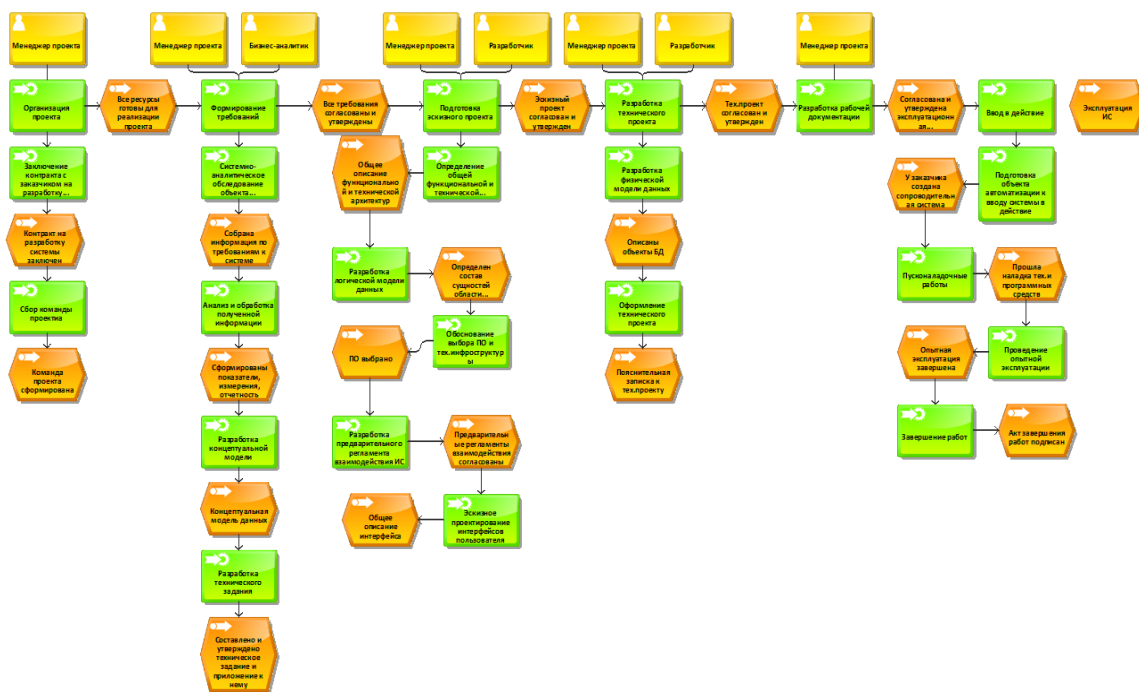 Менеджер проекта
Менеджер проекта
Бизнес-аналитик
Менеджер проекта
Разработчик
Менеджер проекта
Разработчик
Менеджер проекта
Организация
проекта
Все ресурсы
готовы для
реализации
проекта
Формирование
требований
Все требования
согласованы и
утверждены
Подготовка
эскизного проекта
Эскизный
проект согласован и
утвержден
Разработка
технического
проекта
Тех.проект
согласован и
утвержден
Разработка рабочей
документации
Согласована и
утверждена
эксплуатационная...
Ввод в действие
Эксплуатация
ИС
Заключение
контракта с
заказчиком на
разработку...
Системно-
аналитическое
обследование
объекта...
Общее
описание
функциональной
и технической
архитектур
Определение
общей
функциональной и
технической...
Разработка
физической
модели данных
У заказчика
создана
сопроводительная
система
Подготовка
объекта
автоматизации к
вводу системы в
действие
Контракт на
разработку
системы
заключен
Собрана
информация по
требованиям к
системе
Описаны
объекты БД
Разработка
логической модели
данных
Определен
состав
сущностей
области...
Пусконаладочные
работы
Прошла
наладка тех.и
программных
средств
Сбор команды
проектна
Анализ и обработка
полученной
информации
Оформление
технического
проекта
ПО выбрано
Обоснование
выбора ПО и
тех.инфроструктур
ы
Опытная
эксплуатация
завершена
Проведение
опытной
эксплуатации
Команда
проекта
сформирована
Сформированы
показатели,
измерения,
отчетность
Пояснительная
записка к
тех.проекту
Разработка
концептуальной
модели
Разработка
предварительного
регламента
взаимодействия ИС
Предварительн
ые регламенты
взаимодействия
согласованы
Завершение работ
Акт завершения
работ подписан
Концептуальная
модель данных
Общее
описание
интерфейса
Эскизное
проектирование
интерфейсов
пользователя
Разработка
технического
задания
Составлено и
утверждено
техническое
задание и
приложение к
нему